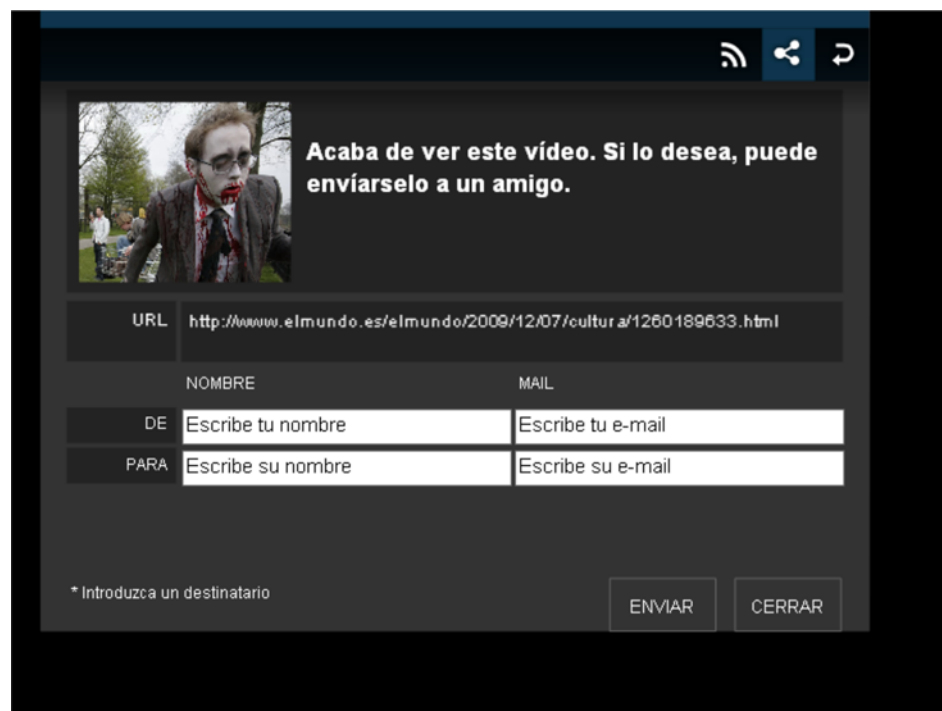 Acaba de ver este vídeo. Si lo desea, puede
envíarselo a un amigo.
URL http://www.elmundo.es/elmundo/2009/12/07/cultura/1260189633.html
NOMBRE MAIL
DE Escribe tu nombre Escribe tu e-mail
PARA Escribe su nombre Escribe su e-mail
* Introduzca un destinatario
ENVIAR CERRAR